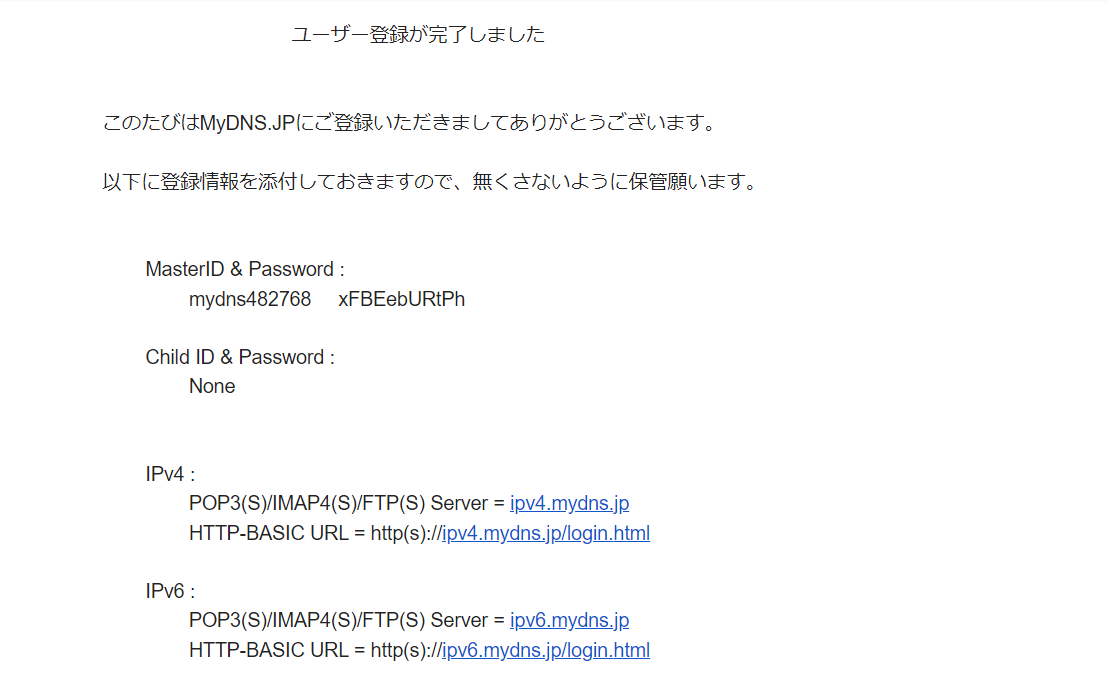 ユーザー登録が完了しました
このたびはMyDNS.JPにご登録いただきましてありがとうございます。
以下に登録情報を添付しておきますので、無くさないように保管願います。
MasterID & Password :
mydns482768 xFBEebURtPh
Child ID & Password :
None
IPv4 :
POP3(S)/IMAP4(S)/FTP(S) Server = ipv4.mydns.jp
HTTP-BASIC URL = http(s)://ipv4.mydns.jp/login.html
IPv6 :
POP3(S)/IMAP4(S)/FTP(S) Server = ipv6.mydns.jp
HTTP-BASIC URL = http(s)://ipv6.mydns.jp/login.html